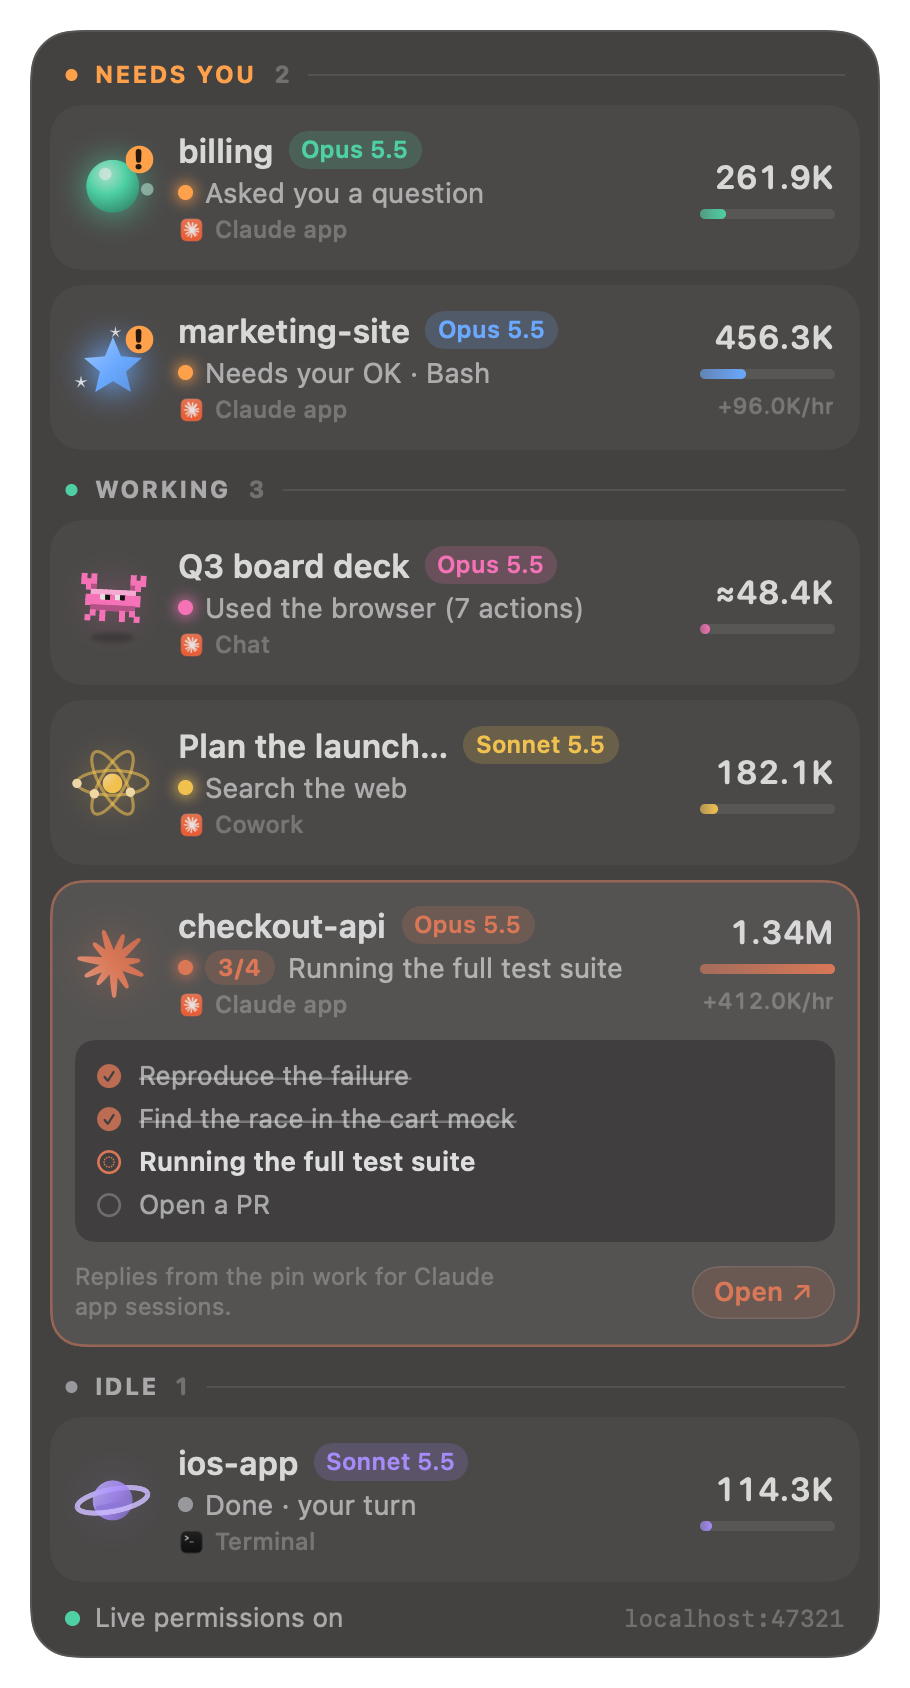 NEEDS YOU 2
billing Opus 5.5
261.9K
Asked you a question
Claude app
marketing-site Opus 5.5
456.3K
Needs your OK · Bash
Claude app
+96.0K/hr
WORKING 3
Q3 board deck Opus 5.5
≈48.4K
Used the browser (7 actions)
Chat
Plan the launch... Sonnet 5.5
182.1K
Search the web
Cowork
checkout-api Opus 5.5
1.34M
3/4 Running the full test suite
Claude app
+412.0K/hr
Reproduce the failure
Find the race in the cart mock
Running the full test suite
Open a PR
Replies from the pin work for Claude
app sessions.
Open ↗
IDLE 1
ios-app Sonnet 5.5
114.3K
Done · your turn
Terminal
Live permissions on
localhost:47321